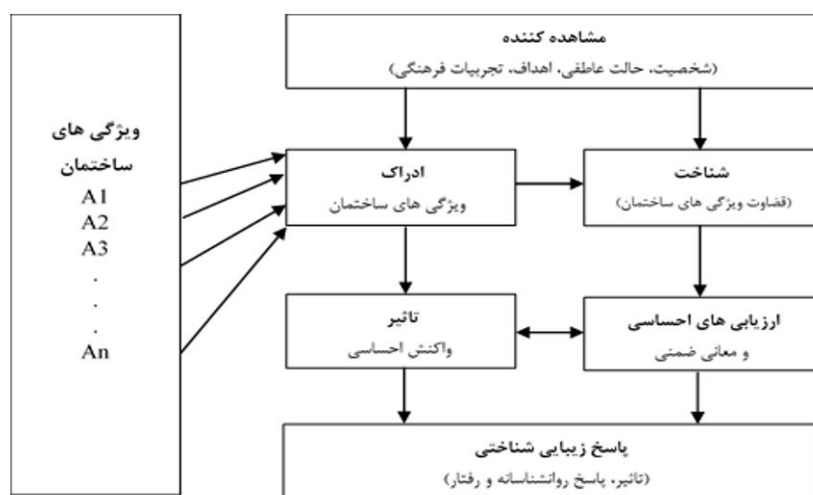 مشاهده کننده
(شخصیت، حالت عاطفی، اهداف، تجربیات فرهنگی)
ویژگی های
ساختمان
A1
A2
A3
.
.
.
An
ادراک
ویژگی های ساختمان
شناخت
(قضاوت ویژگی های ساختمان)
تاثیر
واکنش احساسی
ارزیابی های احساسی
و معانی ضمنی
پاسخ زیبایی شناختی
(تاثیر، پاسخ روانشناسانه و رفتار)